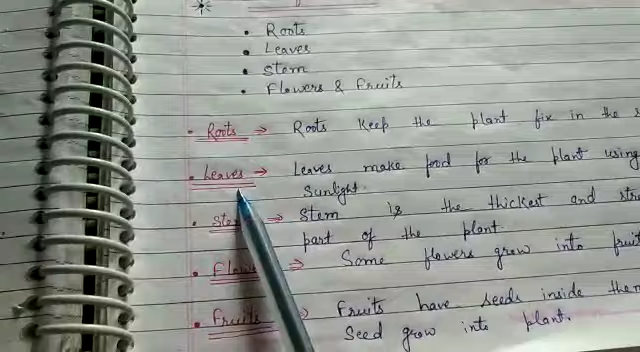 • Roots
• Leaves
• Stem
• Flowers & Fruits
• Roots → Roots Keep the plant fix in the
• Leaves → Leaves make food for the plant using
Sunlight.
• → Stem is the thickest and
part of the plant.
• → Some flowers grow into
• Fruits → Fruits have seeds inside
Seed grow into plant.